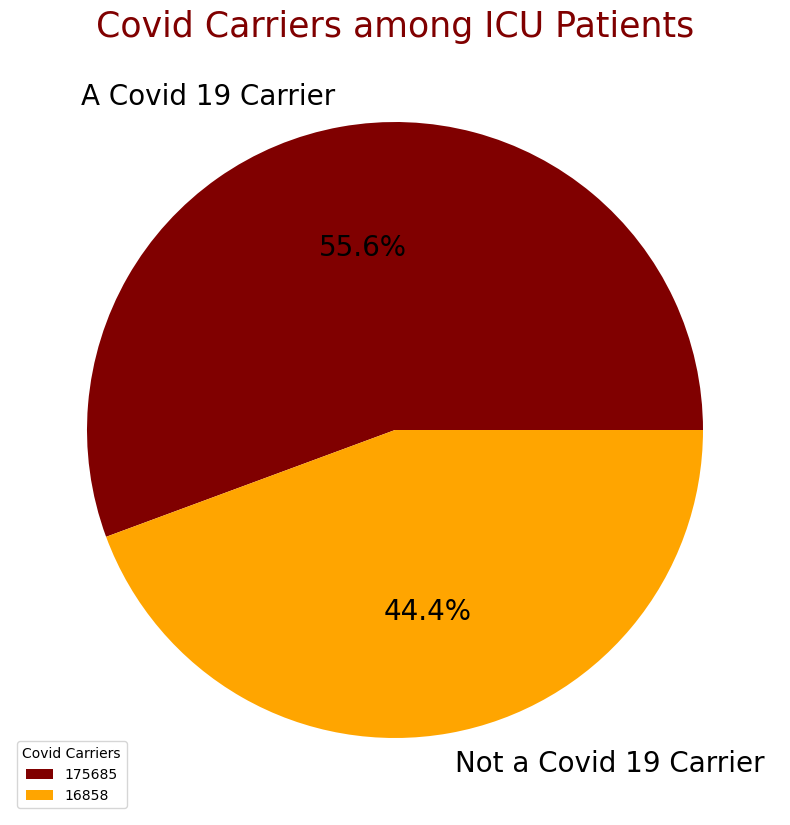 Covid Carriers among ICU Patients
A Covid 19 Carrier
55.6%
44.4%
Not a Covid 19 Carrier
Covid Carriers
175685
16858